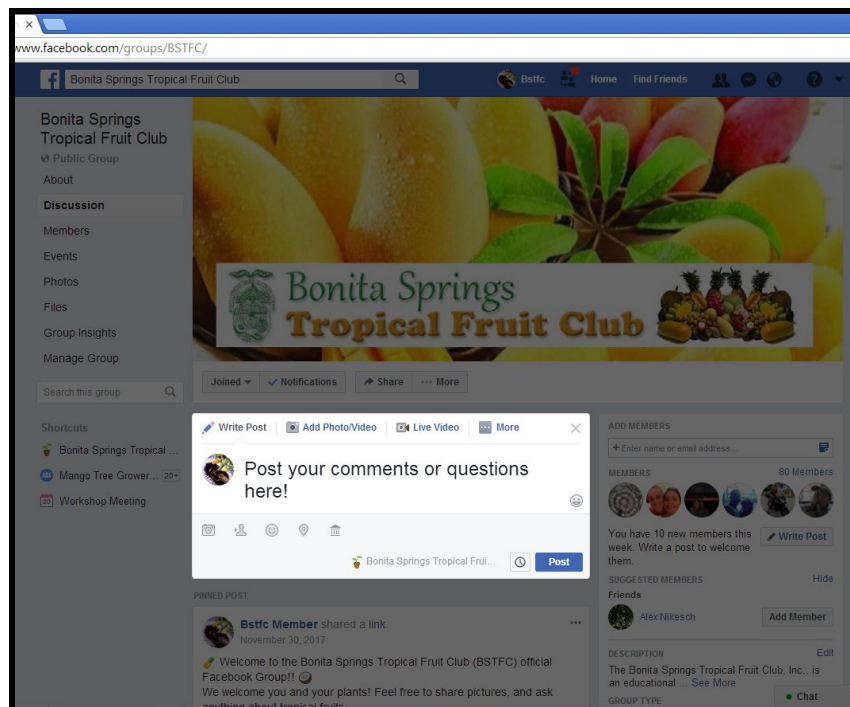 www.facebook.com/groups/BSTFC/
Bonita Springs Tropical Fruit Club
Bstfc
Home
Find Friends
Bonita Springs
Tropical Fruit Club
Public Group
About
Discussion
Members
Events
Photos
Files
Group Insights
Manage Group
Search this group
Shortcuts
Bonita Springs Tropical ...
Mango Tree Grower... 20+
20 Workshop Meeting
Bonita Springs
Tropical Fruit Club
Joined
Notifications
Share
More
Write Post
Add Photo/Video
Live Video
More
Post your comments or questions
here!
Bonita Springs Tropical Frui...
Post
PINNED POST
Bstfc Member shared a link.
November 30, 2017
Welcome to the Bonita Springs Tropical Fruit Club (BSTFC) official
Facebook Group!!
We welcome you and your plants! Feel free to share pictures, and ask
anything about tropical fruits
ADD MEMBERS
+ Enter name or email address...
MEMBERS
80 Members
You have 10 new members this
week. Write a post to welcome
them.
Write Post
SUGGESTED MEMBERS
Hide
Friends
Alex Nikesch
Add Member
DESCRIPTION
Edit
The Bonita Springs Tropical Fruit Club, Inc., is
an educational ... See More
GROUP TYPE
Chat